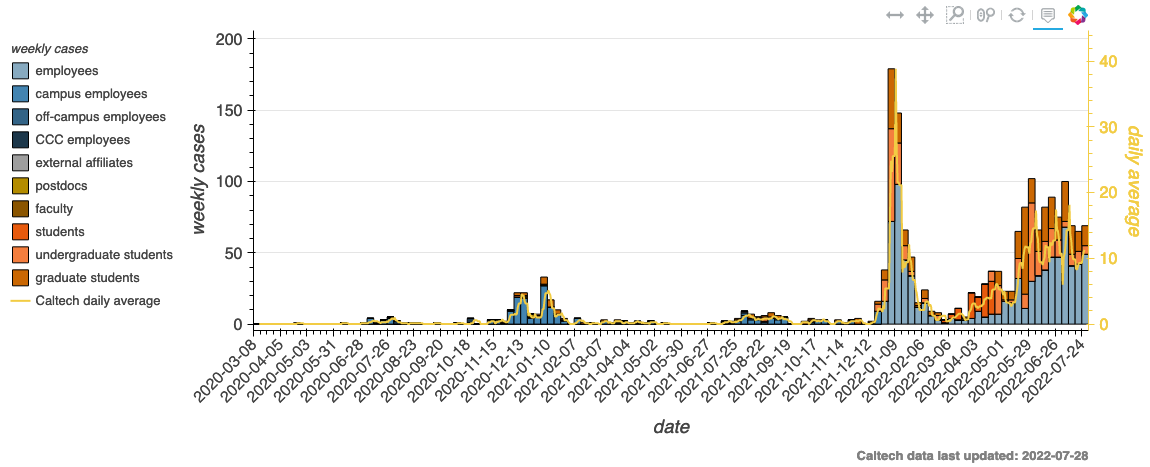 weekly cases
employees
campus employees
off-campus employees
CCC employees
external affiliates
postdocs
faculty
students
undergraduate students
graduate students
Caltech daily average
weekly cases
200
150
100
50
0
40
30
20
10
0
daily average
2020-03-08
2020-04-05
2020-05-03
2020-05-31
2020-06-28
2020-07-26
2020-08-23
2020-09-20
2020-10-18
2020-11-15
2020-12-13
2021-01-10
2021-02-07
2021-03-07
2021-04-04
2021-05-02
2021-05-30
2021-06-27
2021-07-25
2021-08-22
2021-09-19
2021-10-17
2021-11-14
2021-12-12
2022-01-09
2022-02-06
2022-03-06
2022-04-03
2022-05-01
2022-05-29
2022-06-26
2022-07-24
date
Caltech data last updated: 2022-07-28